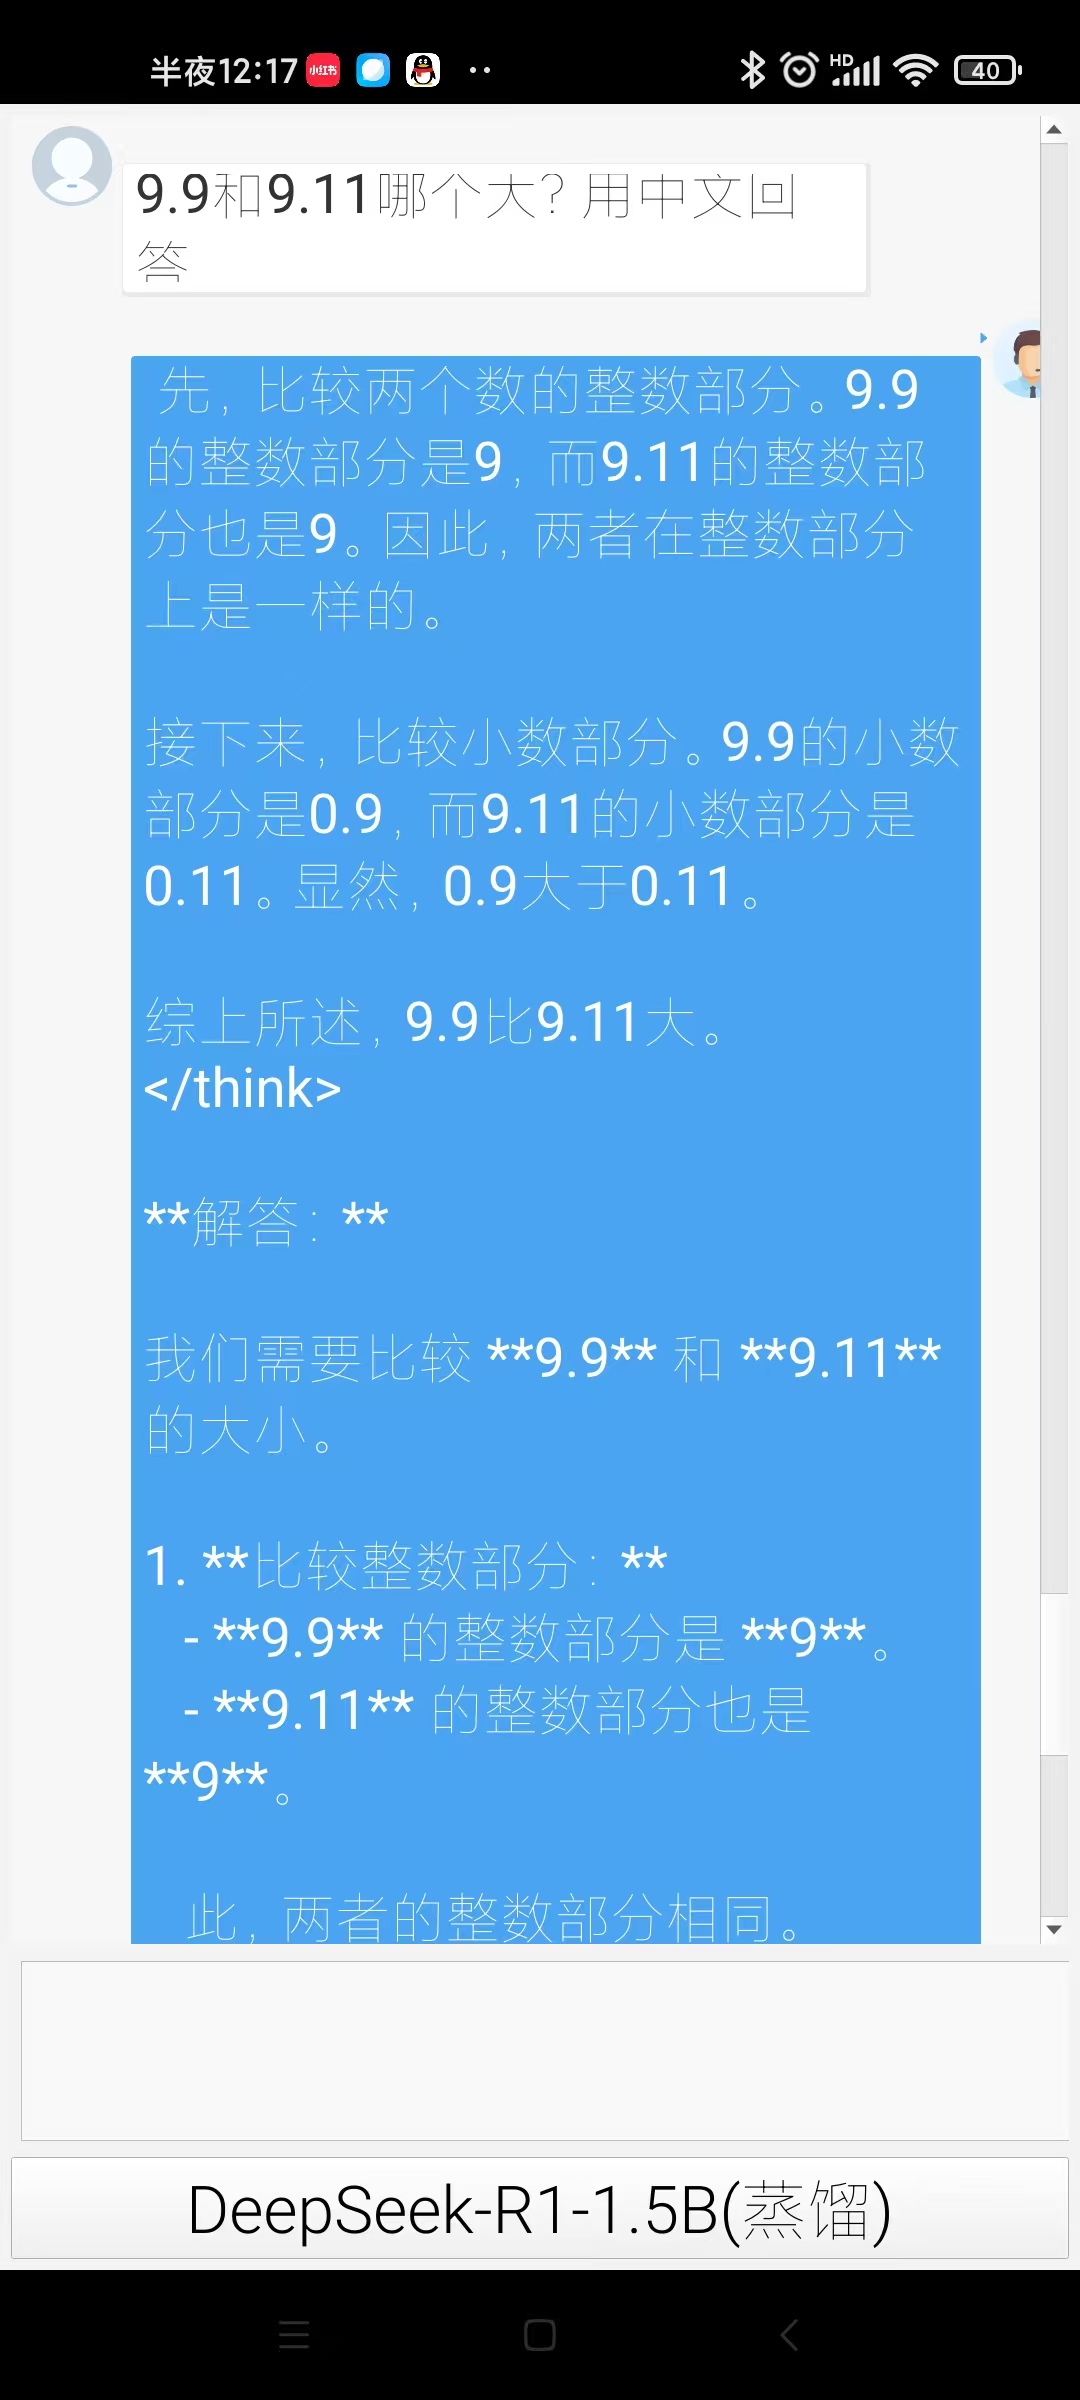 半夜12:17 小红书 HD 40
9.9和9.11哪个大？用中文回
答
先，比较两个数的整数部分。9.9
的整数部分是9，而9.11的整数部
分也是9。因此，两者在整数部分
上是一样的。
接下来，比较小数部分。9.9的小数
部分是0.9，而9.11的小数部分是
0.11。显然，0.9大于0.11。
综上所述，9.9比9.11大。
</think>
**解答：**
我们需要比较 **9.9** 和 **9.11**
的大小。
1. **比较整数部分：**
- **9.9** 的整数部分是 **9**。
- **9.11** 的整数部分也是
**9**。
此，两者的整数部分相同。
DeepSeek-R1-1.5B(蒸馏)